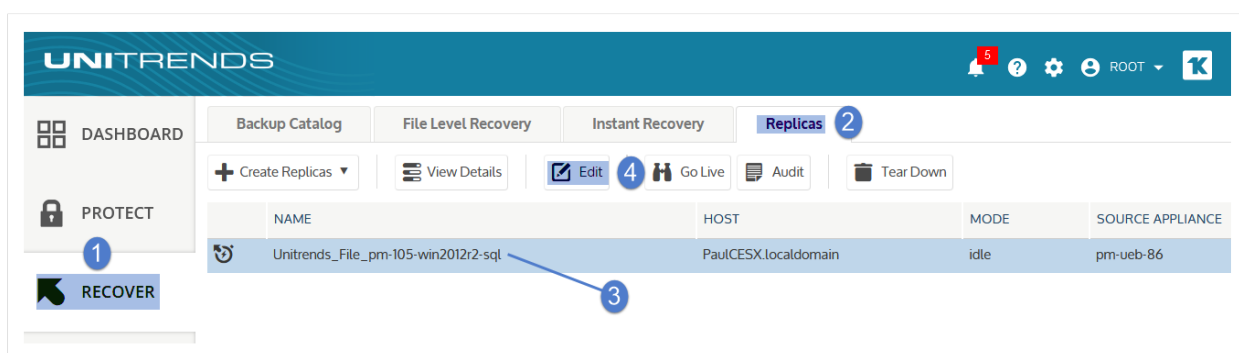 UNITRENDS
5
? ROOT
K
DASHBOARD
Backup Catalog File Level Recovery Instant Recovery Replicas 2
Create Replicas View Details Edit 4 Go Live Audit Tear Down
PROTECT
NAME HOST MODE SOURCE APPLIANCE
1
Unitrends_File_pm-105-win2012r2-sql PaulCESX.localdomain idle pm-ueb-86
RECOVER
3